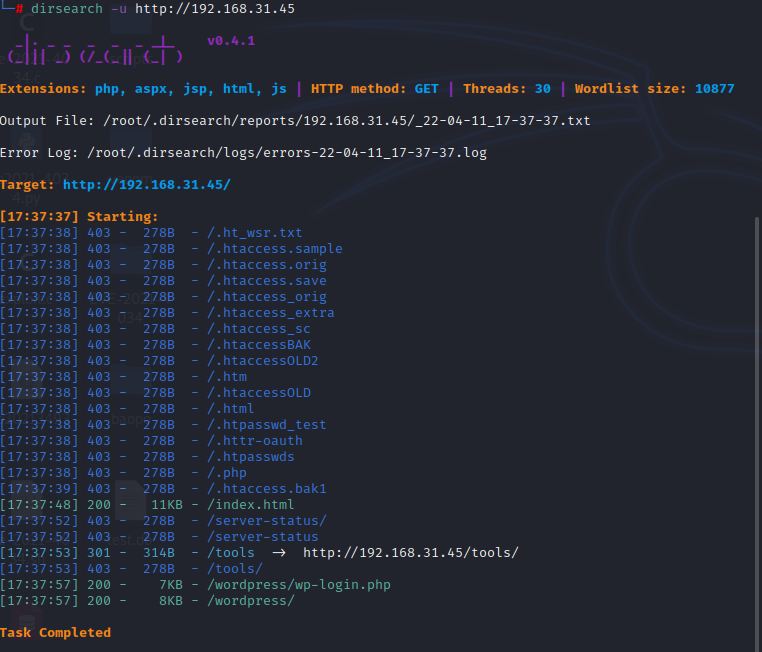 └─# dirsearch -u http://192.168.31.45
v0.4.1
Extensions: php, aspx, jsp, html, js | HTTP method: GET | Threads: 30 | Wordlist size: 10877
Output File: /root/.dirsearch/reports/192.168.31.45/_22-04-11_17-37-37.txt
Error Log: /root/.dirsearch/logs/errors-22-04-11_17-37-37.log
Target: http://192.168.31.45/
[17:37:37] Starting:
[17:37:38] 403 -  278B  - /.ht_wsr.txt
[17:37:38] 403 -  278B  - /.htaccess.sample
[17:37:38] 403 -  278B  - /.htaccess.orig
[17:37:38] 403 -  278B  - /.htaccess.save
[17:37:38] 403 -  278B  - /.htaccess_orig
[17:37:38] 403 -  278B  - /.htaccess_extra
[17:37:38] 403 -  278B  - /.htaccess_sc
[17:37:38] 403 -  278B  - /.htaccessBAK
[17:37:38] 403 -  278B  - /.htaccessOLD2
[17:37:38] 403 -  278B  - /.htm
[17:37:38] 403 -  278B  - /.htaccessOLD
[17:37:38] 403 -  278B  - /.html
[17:37:38] 403 -  278B  - /.htpasswd_test
[17:37:38] 403 -  278B  - /.httr-oauth
[17:37:38] 403 -  278B  - /.htpasswds
[17:37:38] 403 -  278B  - /.php
[17:37:39] 403 -  278B  - /.htaccess.bak1
[17:37:48] 200 -   11KB - /index.html
[17:37:52] 403 -  278B  - /server-status/
[17:37:52] 403 -  278B  - /server-status
[17:37:53] 301 -  314B  - /tools  →  http://192.168.31.45/tools/
[17:37:53] 403 -  278B  - /tools/
[17:37:57] 200 -    7KB - /wordpress/wp-login.php
[17:37:57] 200 -    8KB - /wordpress/
Task Completed